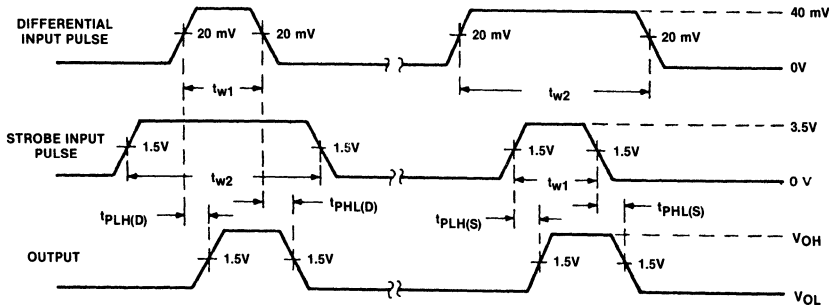 DIFFERENTIAL
INPUT PULSE
20 mV
20 mV
20 mV
20 mV
40 mV
0V
tw1
tw2
STROBE INPUT
PULSE
1.5V
1.5V
1.5V
1.5V
3.5V
0 V
tw2
tw1
tPLH(D)
tPHL(D)
tPLH(S)
tPHL(S)
OUTPUT
1.5V
1.5V
1.5V
1.5V
VOH
VOL